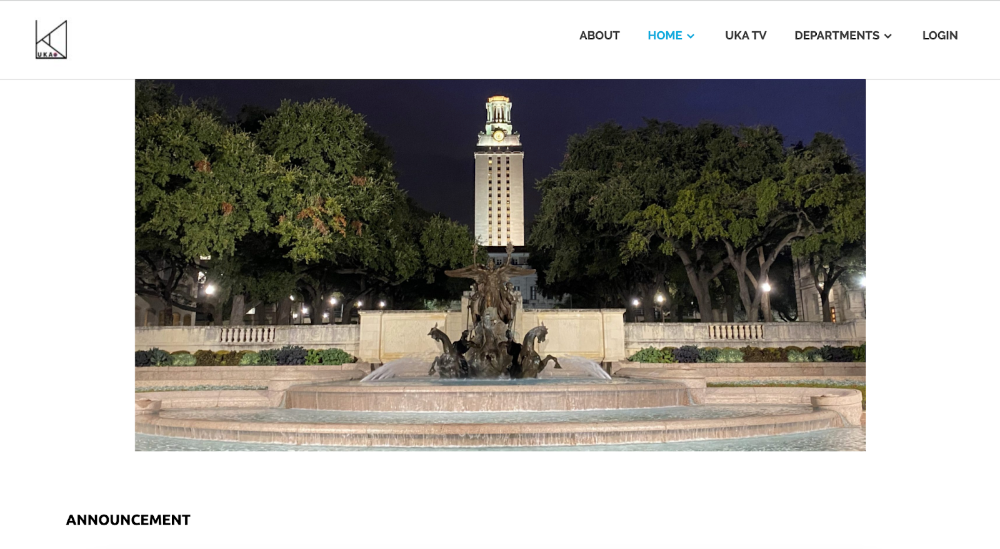 UKA
ABOUT HOME UKA TV DEPARTMENTS LOGIN
ANNOUNCEMENT